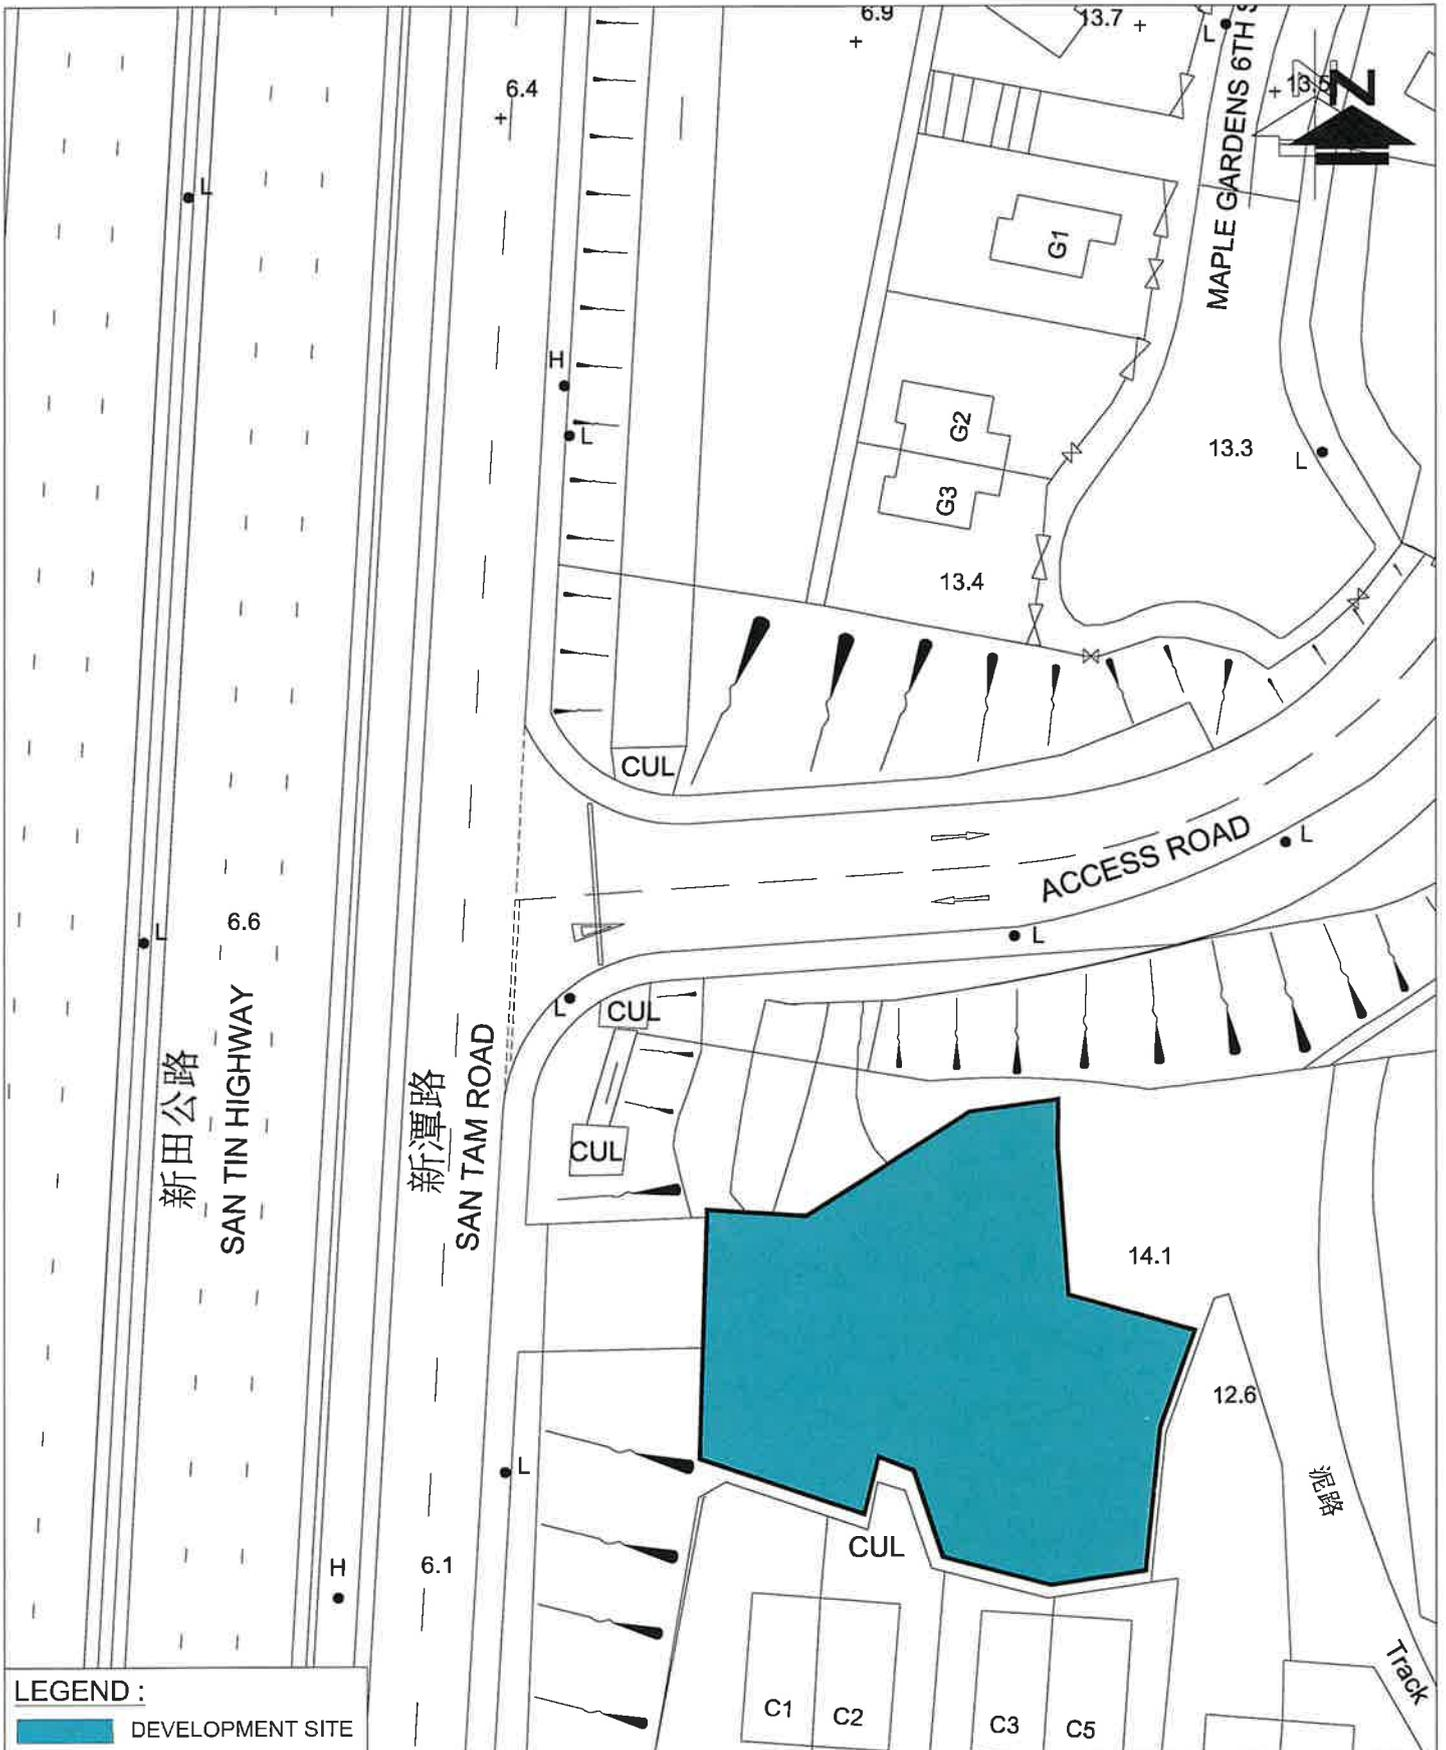 6.9
13.7
L
MAPLE GARDENS 6TH
N
13.5
6.4
L
G1
H
L
G2
G3
13.3
L
13.4
CUL
ACCESS ROAD
L
L
L
6.6
L
CUL
新田公路
SAN TIN HIGHWAY
新潭路
SAN TAM ROAD
CUL
14.1
12.6
泥路
L
CUL
H
6.1
Track
C1
C2
C3
C5
LEGEND :
DEVELOPMENT SITE